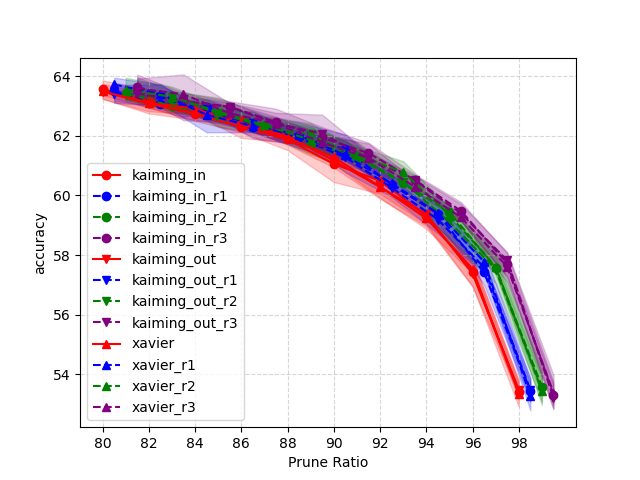 64
62
60
58
56
54
accuracy
kaiming_in
kaiming_in_r1
kaiming_in_r2
kaiming_in_r3
kaiming_out
kaiming_out_r1
kaiming_out_r2
kaiming_out_r3
xavier
xavier_r1
xavier_r2
xavier_r3
80 82 84 86 88 90 92 94 96 98
Prune Ratio